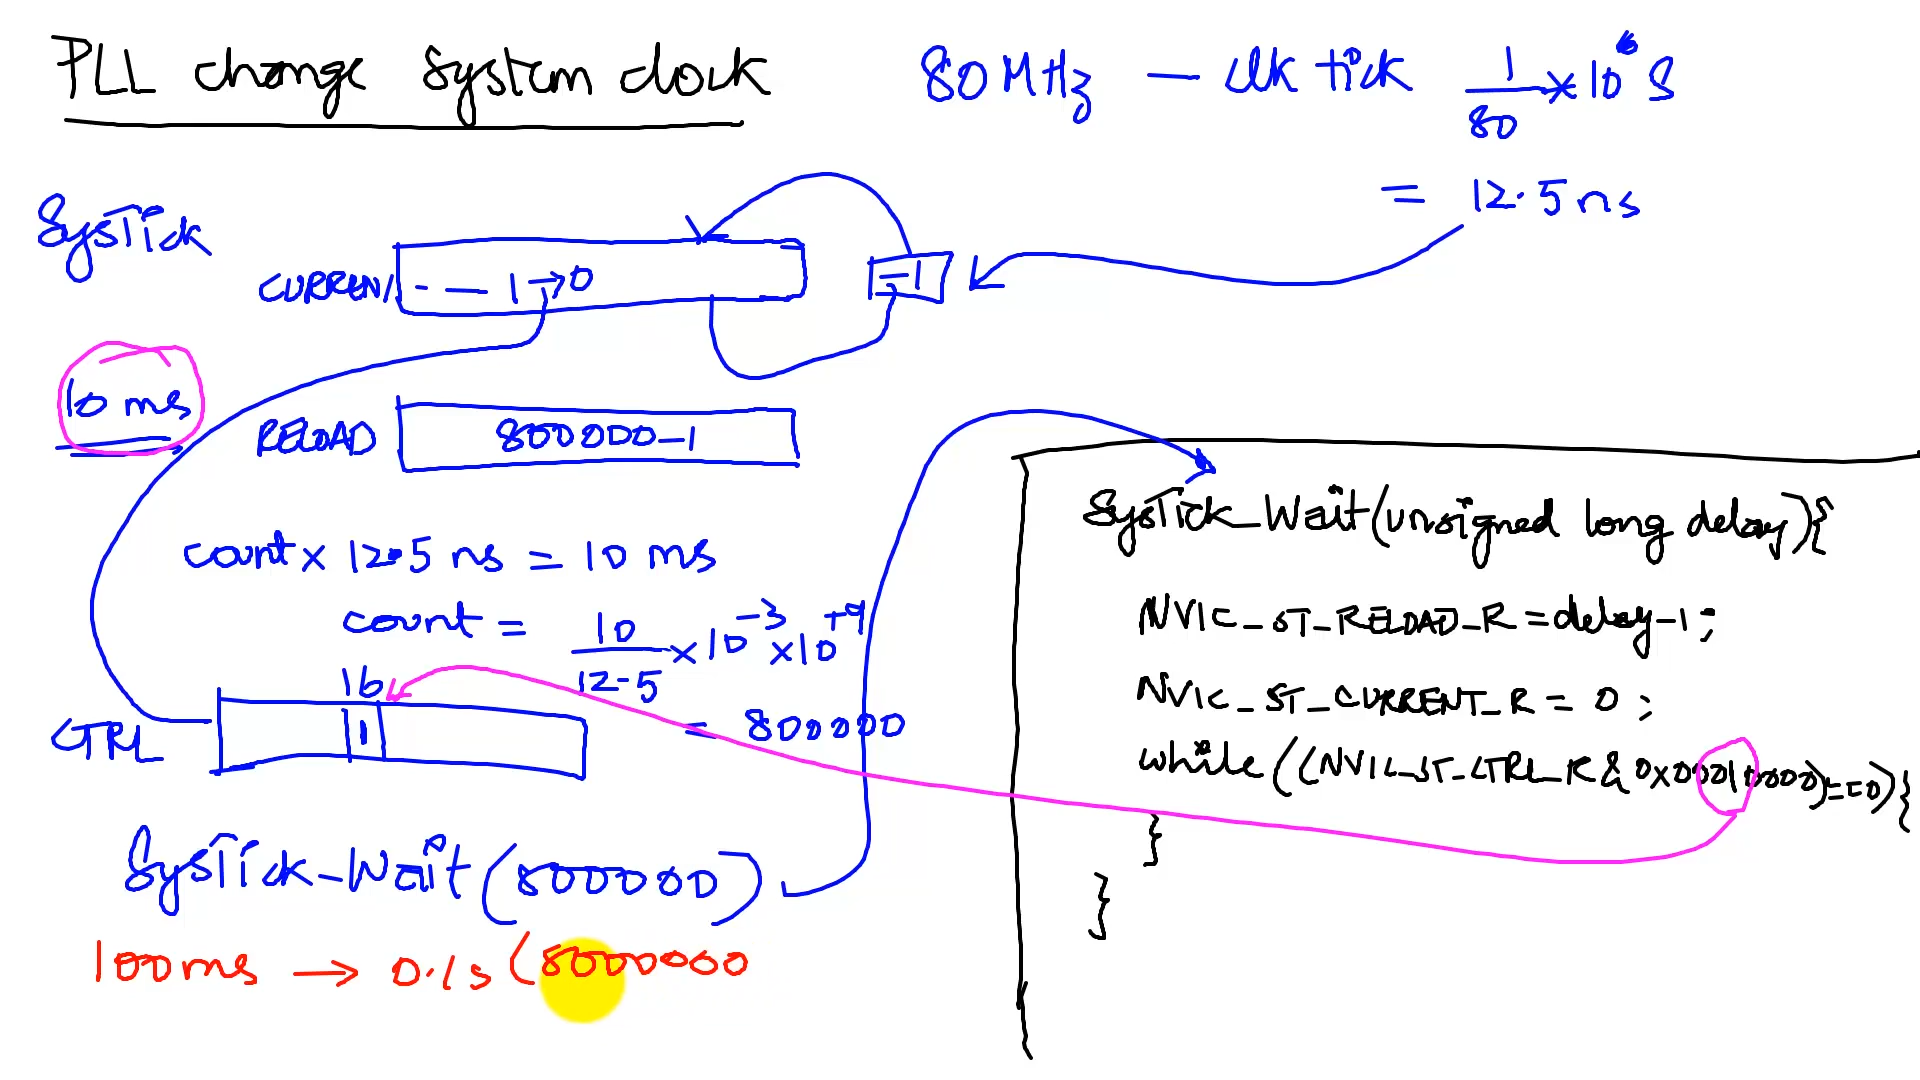 PLL change system clock
80 MHz — clk tick 1/80 × 10⁶ S
= 12.5 ns
SysTick
CURRENT - — 1 → 0
-1
10 ms
RELOAD 800000-1
count × 12.5 ns = 10 ms
count = 10/12.5 × 10⁻³ × 10⁺⁹
= 800000
16
CTRL 1
SysTick_Wait(800000)
100ms → 0.1s (8000000
SysTick_Wait(unsigned long delay){
NVIC_ST_RELOAD_R = delay-1;
NVIC_ST_CURRENT_R = 0;
while((NVIC_ST_CTRL_R & 0x00010000)==0){
}
}